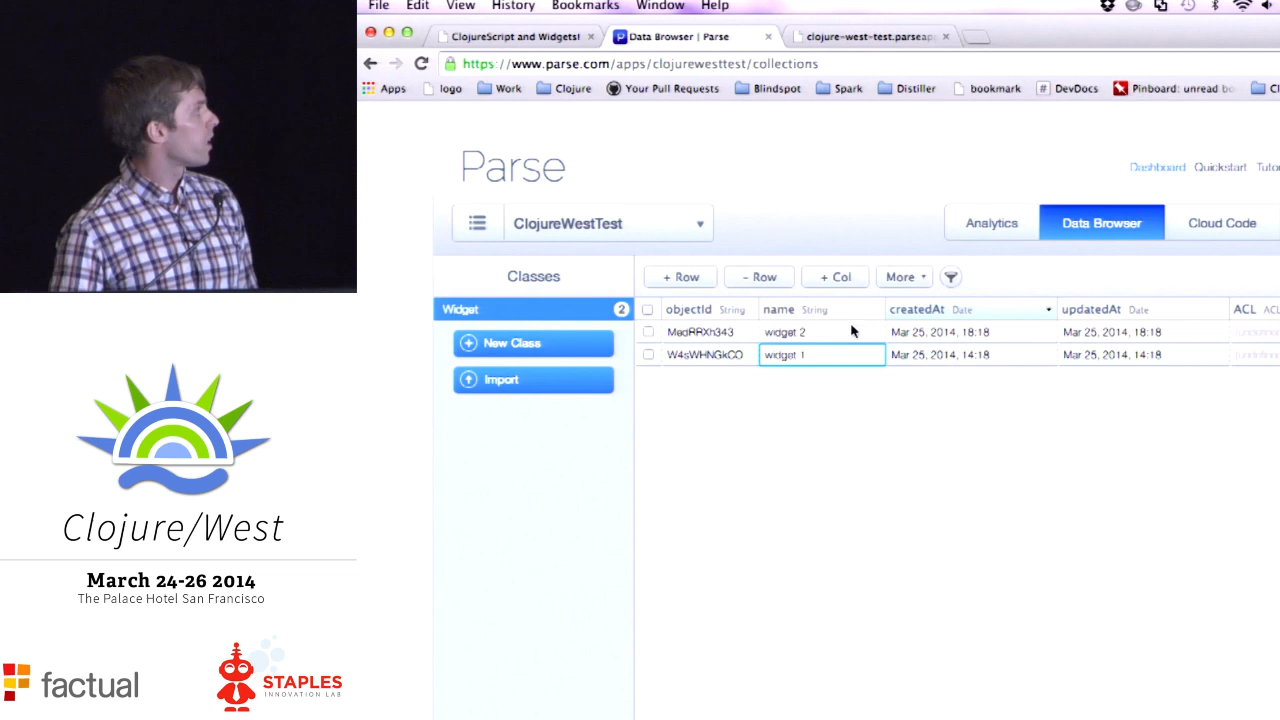 File Edit View History Bookmarks Window Help
ClojureScript and Widgets! × Data Browser | Parse × clojure-west-test.parseap ×
https://www.parse.com/apps/clojurewesttest/collections
Apps logo Work Clojure Your Pull Requests Blindspot Spark Distiller bookmark # DevDocs Pinboard: unread bo Cl
Parse
Dashboard Quickstart Tuto
ClojureWestTest
Analytics Data Browser Cloud Code
Classes
+ Row - Row + Col More
Widget 2
objectId String name String createdAt Date updatedAt Date ACL ACL
widget 2 Mar 25, 2014, 18:18 Mar 25, 2014, 18:18
New Class
W4sWHNGkCO widget 1 Mar 25, 2014, 14:18 Mar 25, 2014, 14:18
Import
Clojure/West
March 24-26 2014
The Palace Hotel San Francisco
factual
STAPLES
INNOVATION LAB